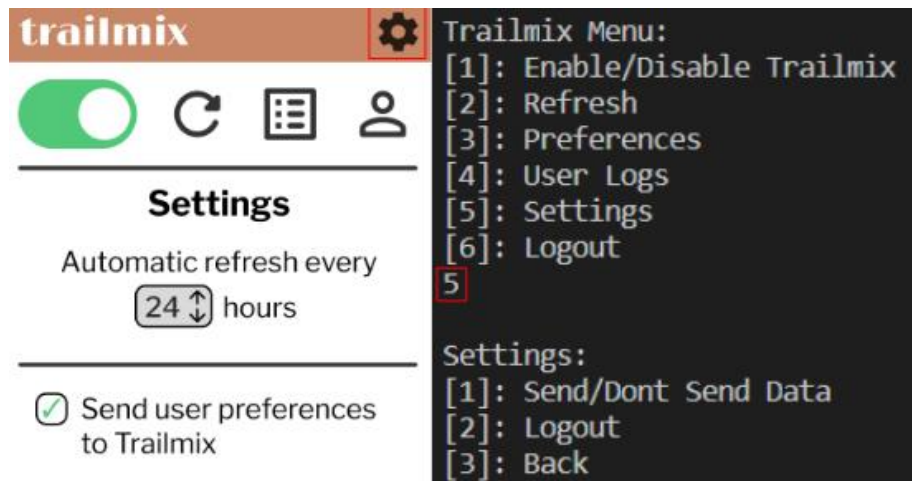 trailmix
Settings
Automatic refresh every
24 hours
Send user preferences
to Trailmix
Trailmix Menu:
[1]: Enable/Disable Trailmix
[2]: Refresh
[3]: Preferences
[4]: User Logs
[5]: Settings
[6]: Logout
5
Settings:
[1]: Send/Dont Send Data
[2]: Logout
[3]: Back